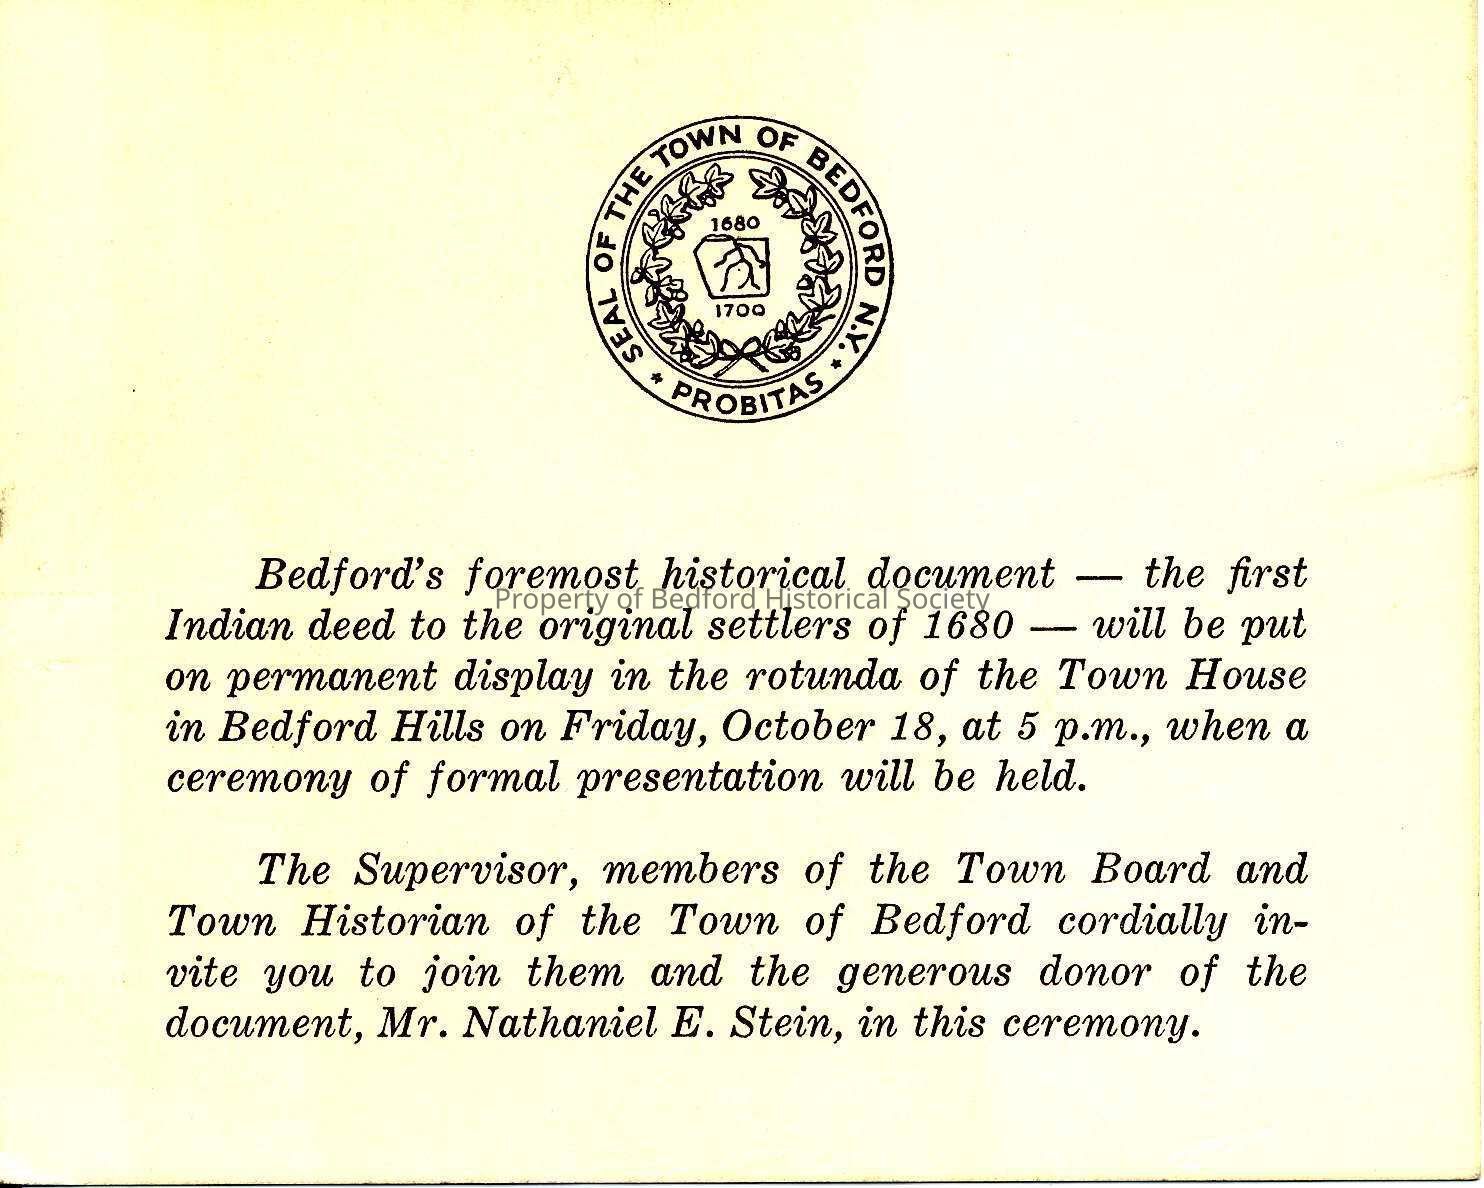 SEAL OF THE TOWN OF BEDFORD N.Y.
* PROBITAS *
1680
1700
Bedford's foremost historical document — the first
Property of Bedford Historical Society
Indian deed to the original settlers of 1680 — will be put
on permanent display in the rotunda of the Town House
in Bedford Hills on Friday, October 18, at 5 p.m., when a
ceremony of formal presentation will be held.
The Supervisor, members of the Town Board and
Town Historian of the Town of Bedford cordially in-
vite you to join them and the generous donor of the
document, Mr. Nathaniel E. Stein, in this ceremony.